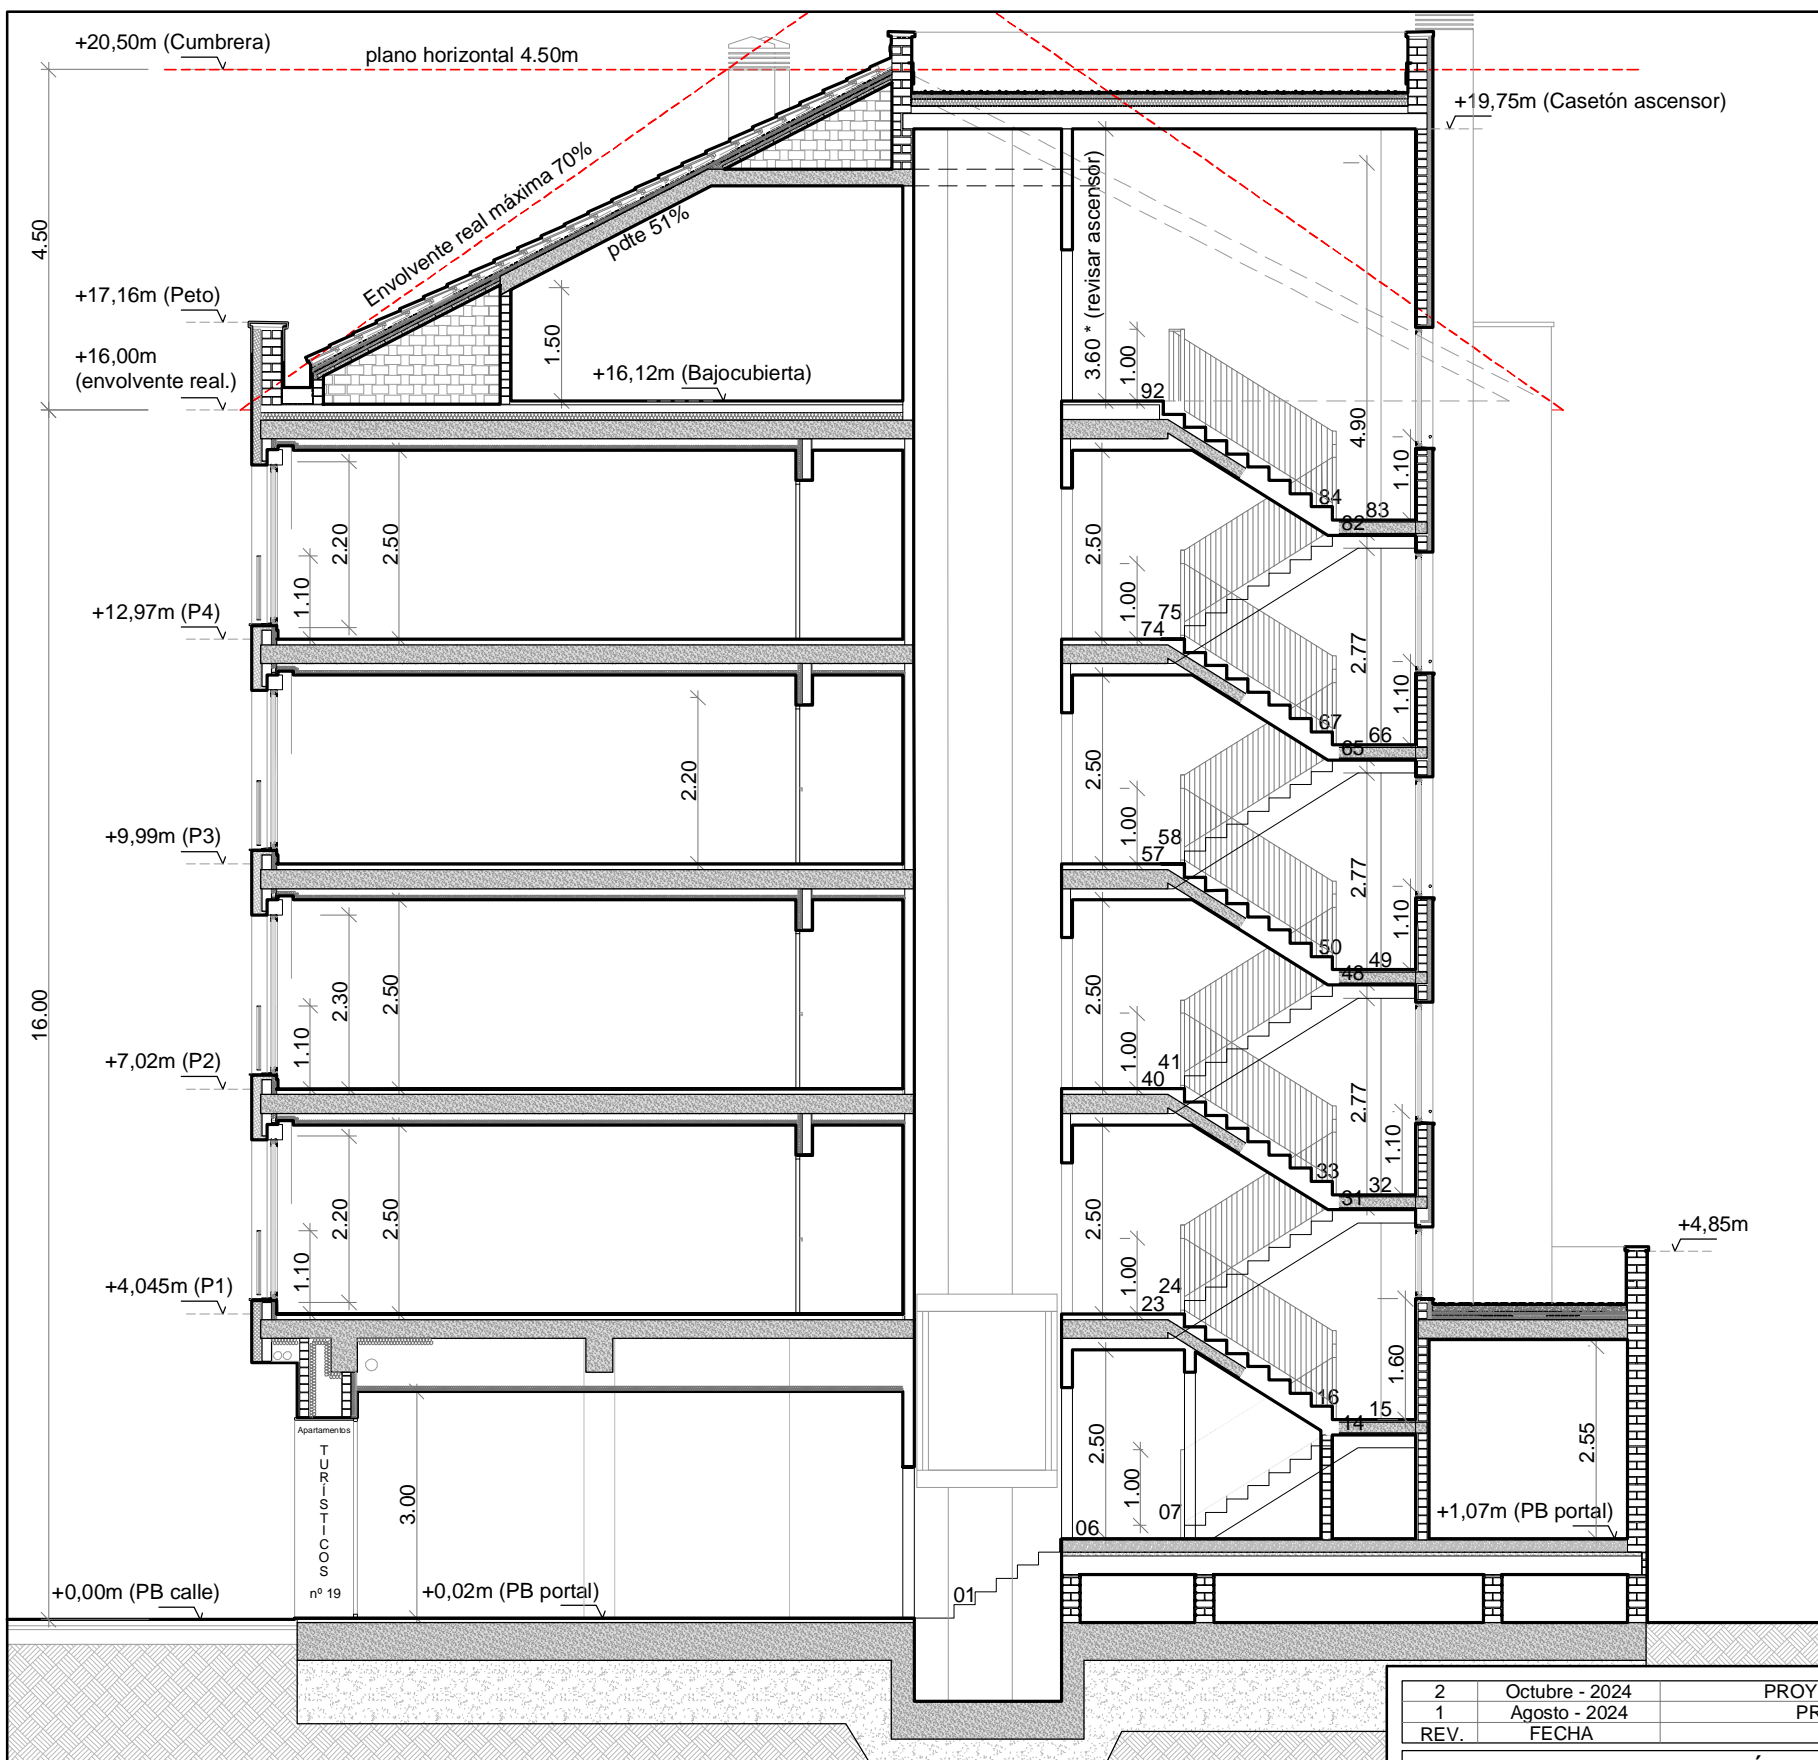 +20,50m (Cumbrera)
plano horizontal 4.50m
+19,75m (Casetón ascensor)
Envolvente real máxima 70%
pdte 51%
3.60 * (revisar ascensor)
4.50
+17,16m (Peto)
+16,00m
(envolvente real.)
1.50
+16,12m (Bajocubierta)
1.00
92
4.90
1.10
84
83
82
2.20
2.50
1.10
2.50
1.00
75
74
+12,97m (P4)
2.77
1.10
67
66
65
2.20
2.50
1.00
58
57
+9,99m (P3)
2.77
1.10
50
49
48
16.00
2.30
2.50
1.10
2.50
1.00
41
40
+7,02m (P2)
2.77
1.10
33
32
31
2.20
2.50
1.10
2.50
1.00
24
23
+4,045m (P1)
+4,85m
1.60
16
15
14
Apartamentos
TURÍSTICOS
nº 19
3.00
2.50
1.00
07
06
2.55
+1,07m (PB portal)
+0,00m (PB calle)
+0,02m (PB portal)
01
2 Octubre - 2024 PROY
1 Agosto - 2024 PR
REV. FECHA